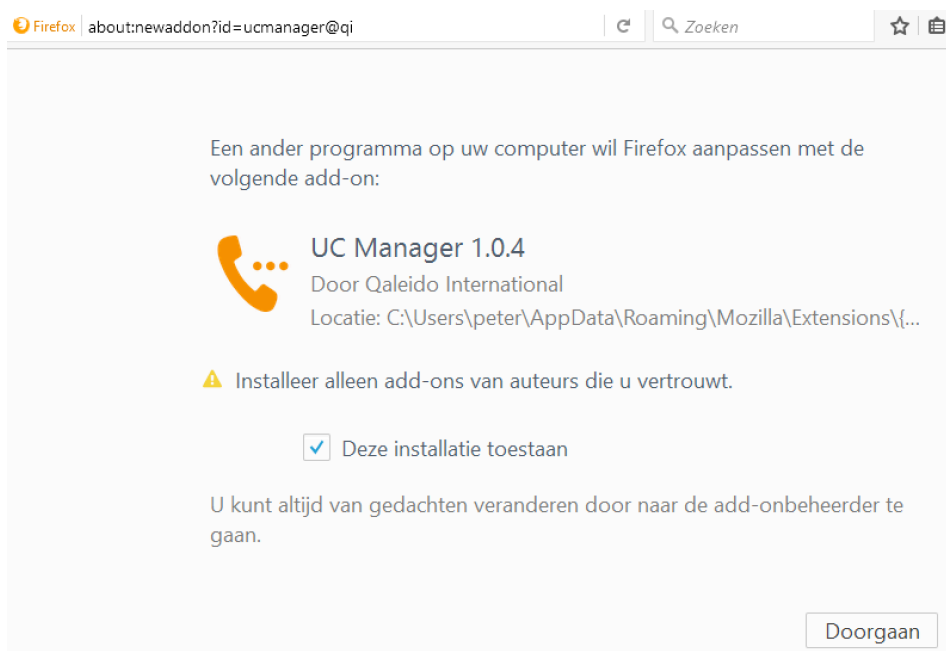 Firefox about:newaddon?id=ucmanager@qi Zoeken
Een ander programma op uw computer wil Firefox aanpassen met de
volgende add-on:
UC Manager 1.0.4
Door Qaleido International
Locatie: C:\Users\peter\AppData\Roaming\Mozilla\Extensions\{...
Installeer alleen add-ons van auteurs die u vertrouwt.
Deze installatie toestaan
U kunt altijd van gedachten veranderen door naar de add-onbeheerder te
gaan.
Doorgaan